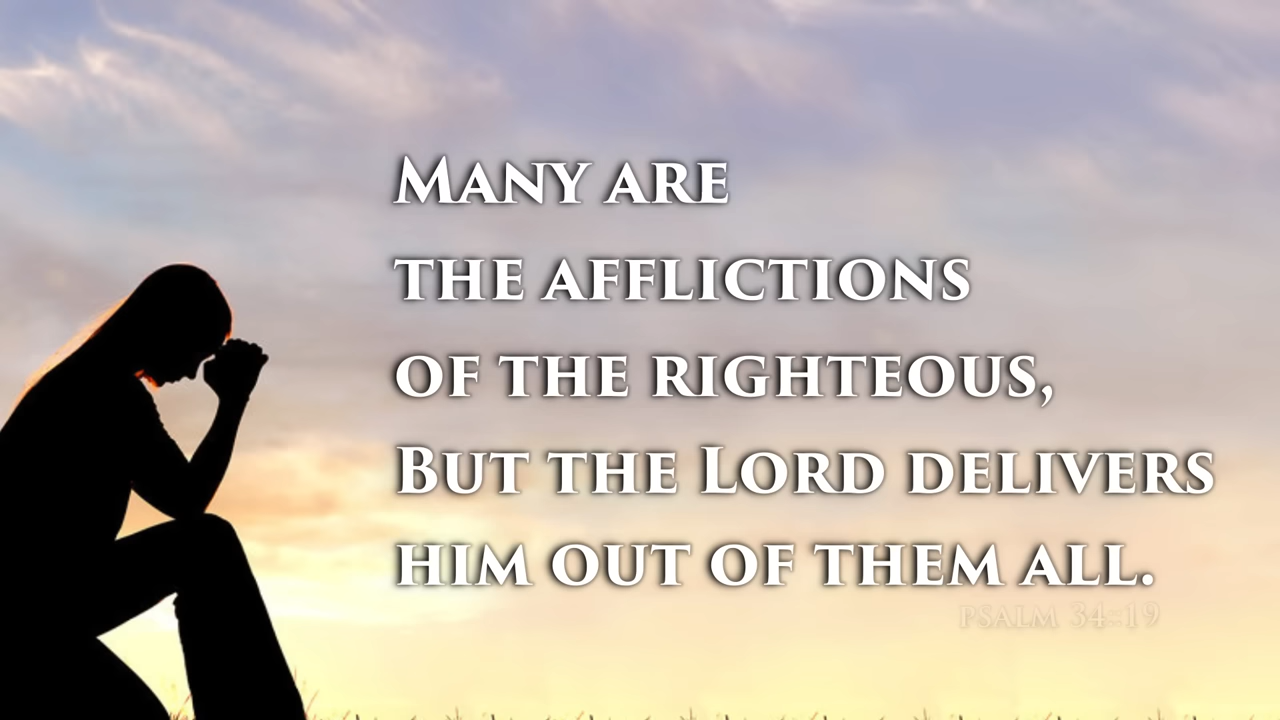 Many are
the afflictions
of the righteous,
But the Lord delivers
him out of them all.
Psalm 34:19